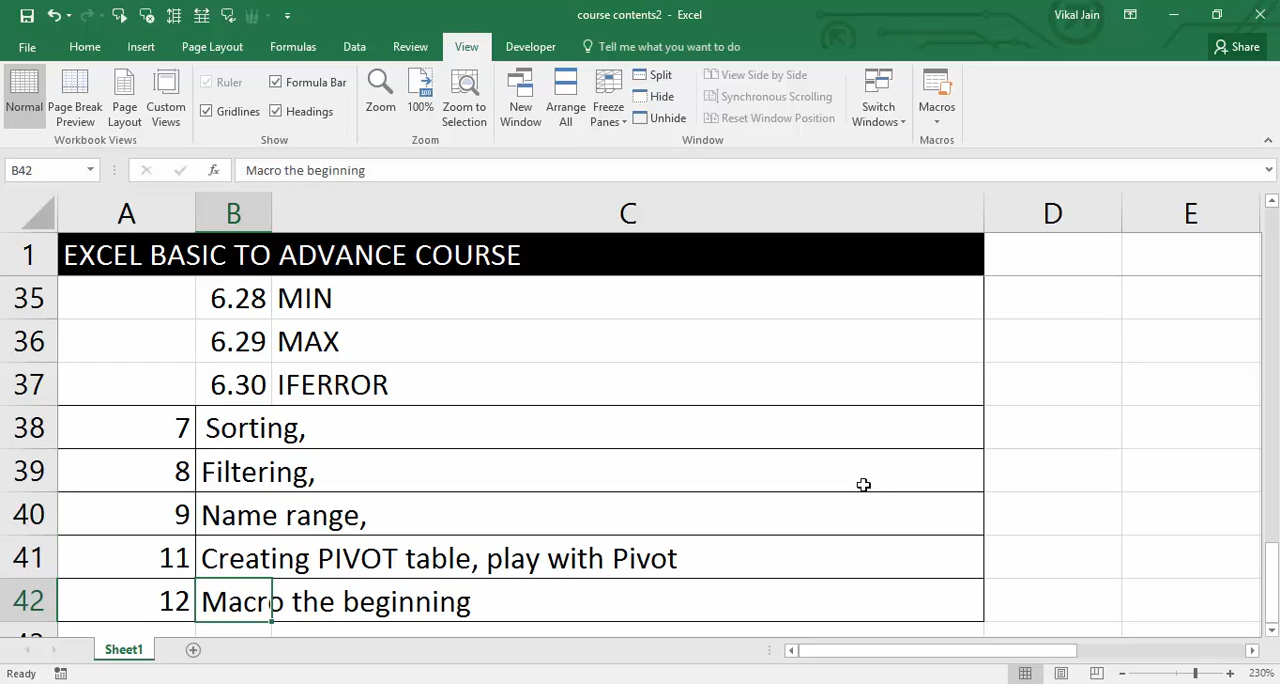 course contents2 - Excel
Vikal Jain
File Home Insert Page Layout Formulas Data Review View Developer Tell me what you want to do Share
Normal
Page Break Preview
Page Layout
Custom Views
Workbook Views
Ruler
Formula Bar
Gridlines
Headings
Show
Zoom
100
100%
Zoom to Selection
Zoom
New Window
Arrange All
Freeze Panes
Split
Hide
Unhide
View Side by Side
Synchronous Scrolling
Reset Window Position
Window
Switch Windows
Macros
Macros
B42 fx Macro the beginning
A B C D E
1 EXCEL BASIC TO ADVANCE COURSE
35 6.28 MIN
36 6.29 MAX
37 6.30 IFERROR
38 7 Sorting,
39 8 Filtering,
40 9 Name range,
41 11 Creating PIVOT table, play with Pivot
42 12 Macro the beginning
Sheet1
Ready 230%